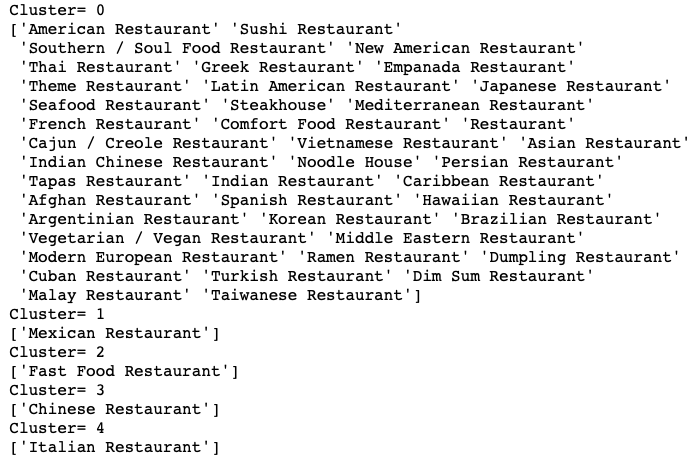 Cluster= 0
['American Restaurant' 'Sushi Restaurant'
 'Southern / Soul Food Restaurant' 'New American Restaurant'
 'Thai Restaurant' 'Greek Restaurant' 'Empanada Restaurant'
 'Theme Restaurant' 'Latin American Restaurant' 'Japanese Restaurant'
 'Seafood Restaurant' 'Steakhouse' 'Mediterranean Restaurant'
 'French Restaurant' 'Comfort Food Restaurant' 'Restaurant'
 'Cajun / Creole Restaurant' 'Vietnamese Restaurant' 'Asian Restaurant'
 'Indian Chinese Restaurant' 'Noodle House' 'Persian Restaurant'
 'Tapas Restaurant' 'Indian Restaurant' 'Caribbean Restaurant'
 'Afghan Restaurant' 'Spanish Restaurant' 'Hawaiian Restaurant'
 'Argentinian Restaurant' 'Korean Restaurant' 'Brazilian Restaurant'
 'Vegetarian / Vegan Restaurant' 'Middle Eastern Restaurant'
 'Modern European Restaurant' 'Ramen Restaurant' 'Dumpling Restaurant'
 'Cuban Restaurant' 'Turkish Restaurant' 'Dim Sum Restaurant'
 'Malay Restaurant' 'Taiwanese Restaurant']
Cluster= 1
['Mexican Restaurant']
Cluster= 2
['Fast Food Restaurant']
Cluster= 3
['Chinese Restaurant']
Cluster= 4
['Italian Restaurant']